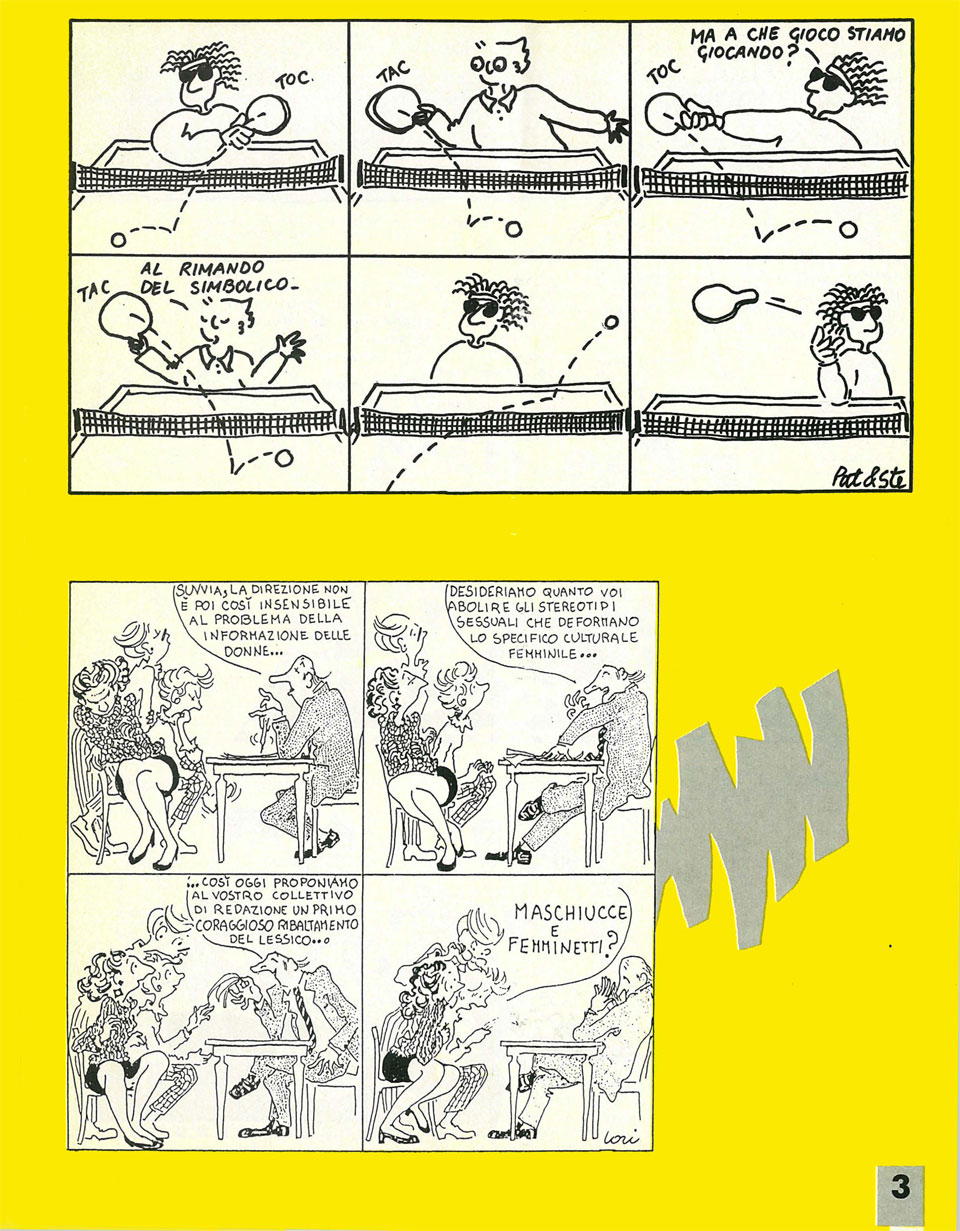 TOC.
TAC
MA A CHE GIOCO STIAMO
GIOCANDO?
TOC
AL RIMANDO
DEL SIMBOLICO_
TAC
Pat & Ste
SUVVIA, LA DIREZIONE NON
È POI COSÌ INSENSIBILE
AL PROBLEMA DELLA
INFORMAZIONE DELLE
DONNE...
DESIDERIAMO QUANTO VOI
ABOLIRE GLI STEREOTIPI
SESSUALI CHE DEFORMANO
LO SPECIFICO CULTURALE
FEMMINILE...
...COSÌ OGGI PROPONIAMO
AL VOSTRO COLLETTIVO
DI REDAZIONE UN PRIMO
CORAGGIOSO RIBALTAMENTO
DEL LESSICO...
MASCHIUCCE
E
FEMMINETTI?
Lori
3